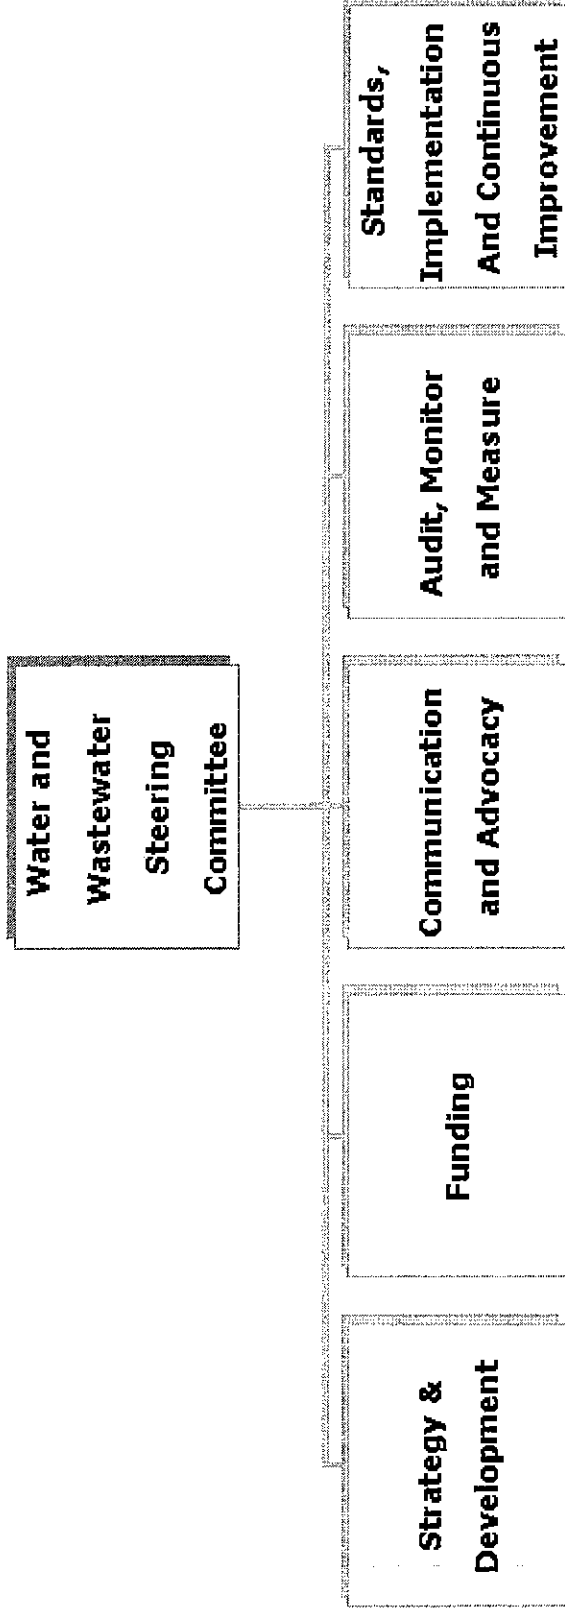 Water and
Wastewater
Steering
Committee
Strategy &
Development
Funding
Communication
and Advocacy
Audit, Monitor
and Measure
Standards,
Implementation
And Continuous
Improvement